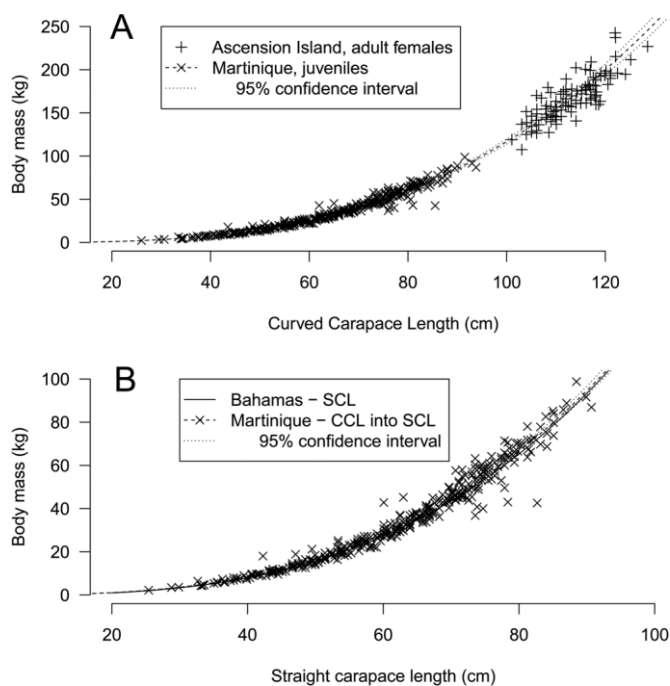 A
Ascension Island, adult females
Martinique, juveniles
95% confidence interval
Body mass (kg)
250
200
150
100
50
0
20 40 60 80 100 120
Curved Carapace Length (cm)
B
Bahamas − SCL
Martinique − CCL into SCL
95% confidence interval
Body mass (kg)
100
80
60
40
20
0
20 40 60 80 100
Straight carapace length (cm)